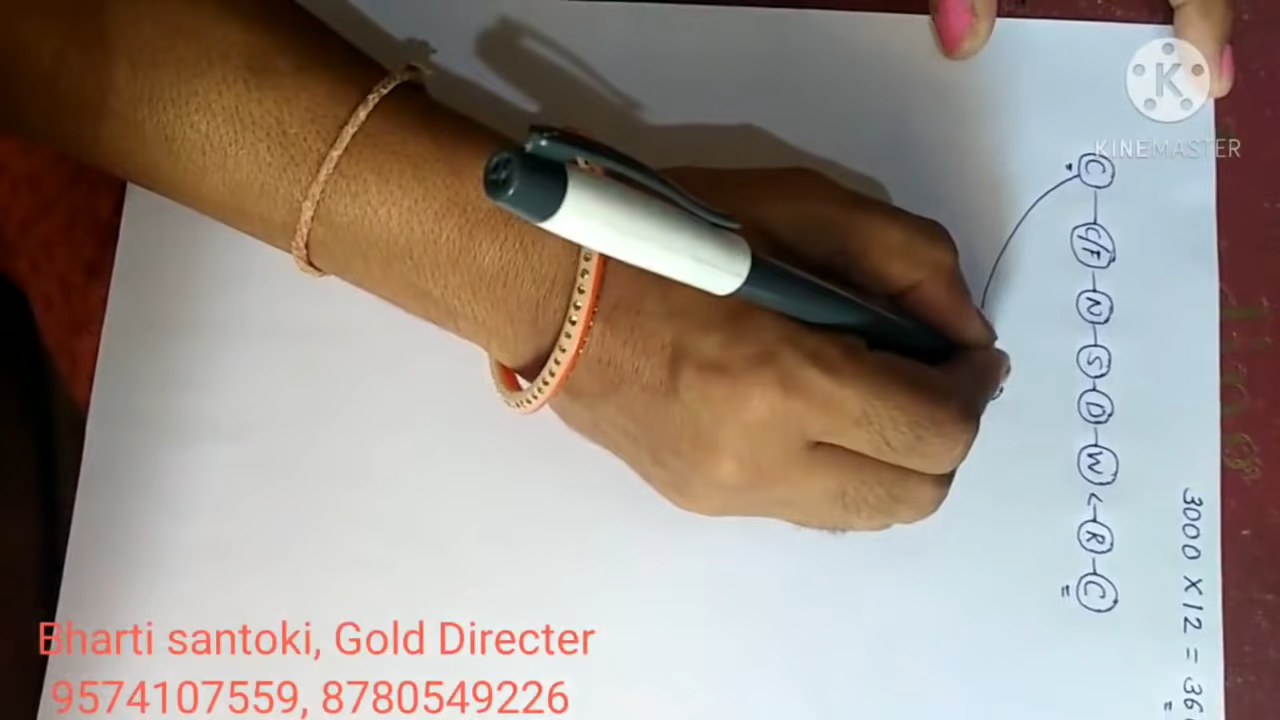 3000 X 12 = 36
C - C/F - N - S - D - W < R - C
K
KINEMASTER
Bharti santoki, Gold Directer
9574107559, 8780549226